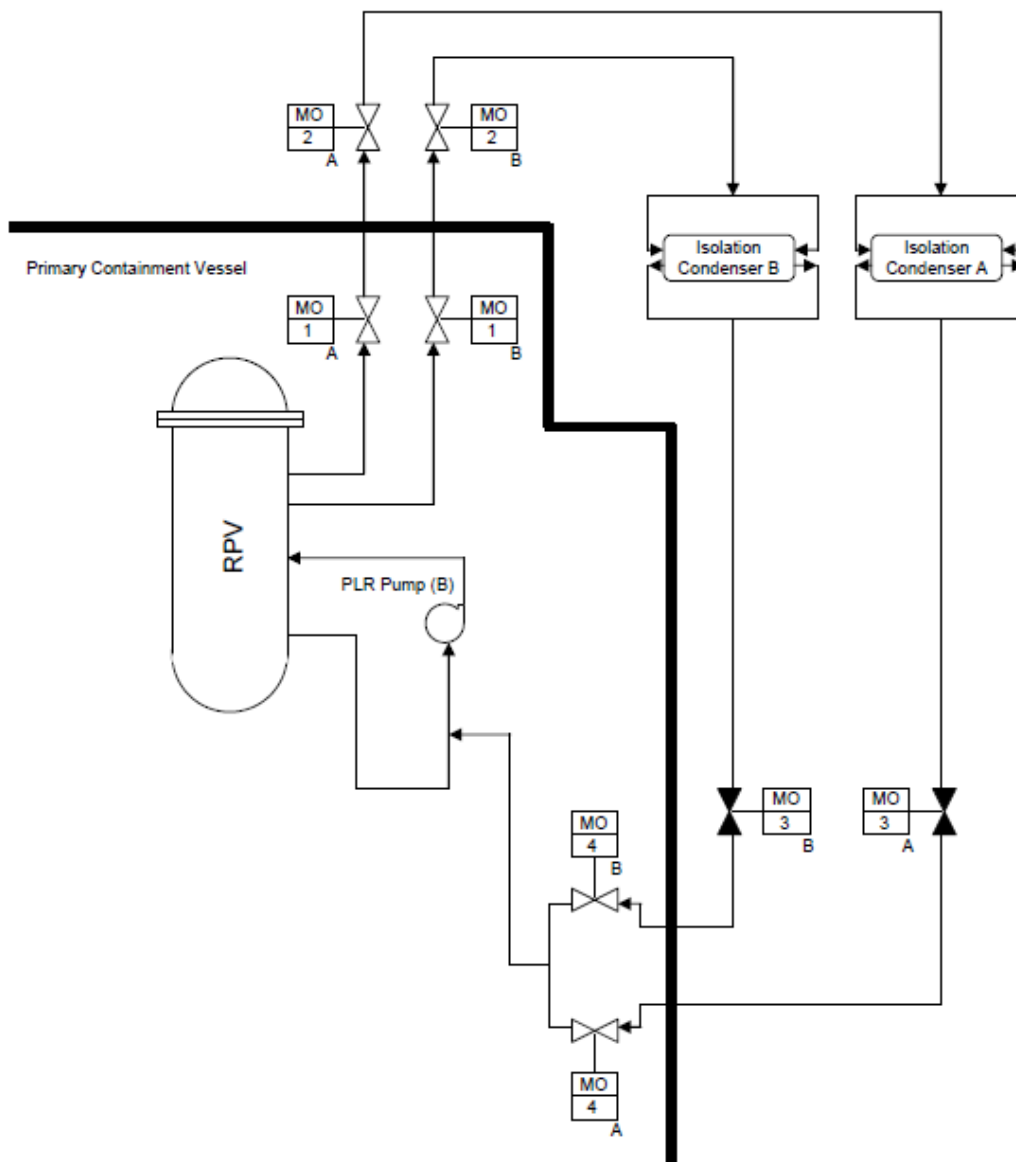 MO
2
A
MO
2
B
Primary Containment Vessel
Isolation
Condenser B
Isolation
Condenser A
MO
1
A
MO
1
B
RPV
PLR Pump (B)
MO
3
B
MO
3
A
MO
4
B
MO
4
A